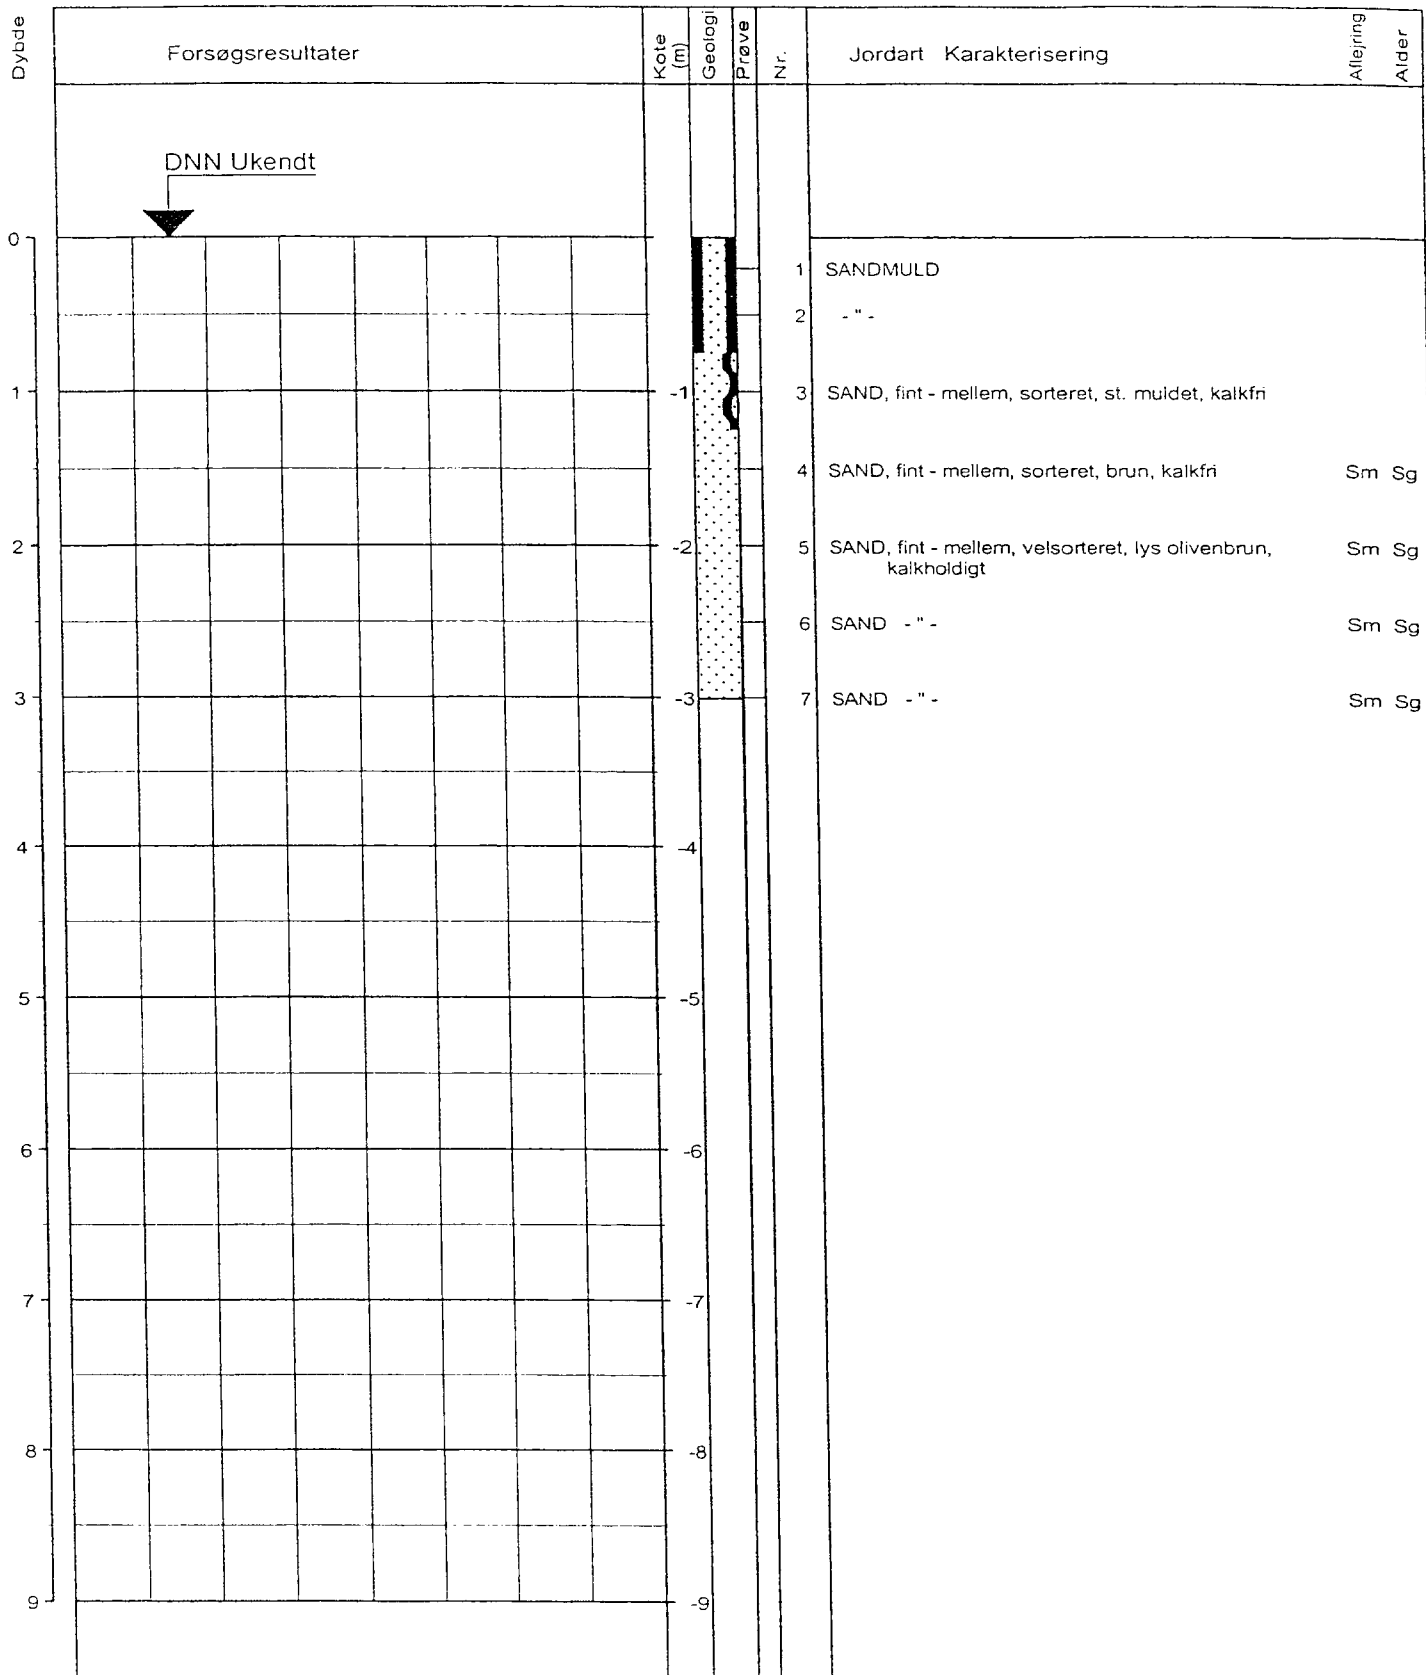 Dybde
Forsøgsresultater
Kote (m)
Geologi
Prøve
Nr.
Jordart Karakterisering
Aflejring
Alder
DNN Ukendt
0
1 SANDMULD
2 - " -
1 -1 3 SAND, fint - mellem, sorteret, st. muldet, kalkfri
4 SAND, fint - mellem, sorteret, brun, kalkfri Sm Sg
2 -2 5 SAND, fint - mellem, velsorteret, lys olivenbrun, Sm Sg
kalkholdigt
6 SAND - " - Sm Sg
3 -3 7 SAND - " - Sm Sg
4 -4
5 -5
6 -6
7 -7
8 -8
9 -9